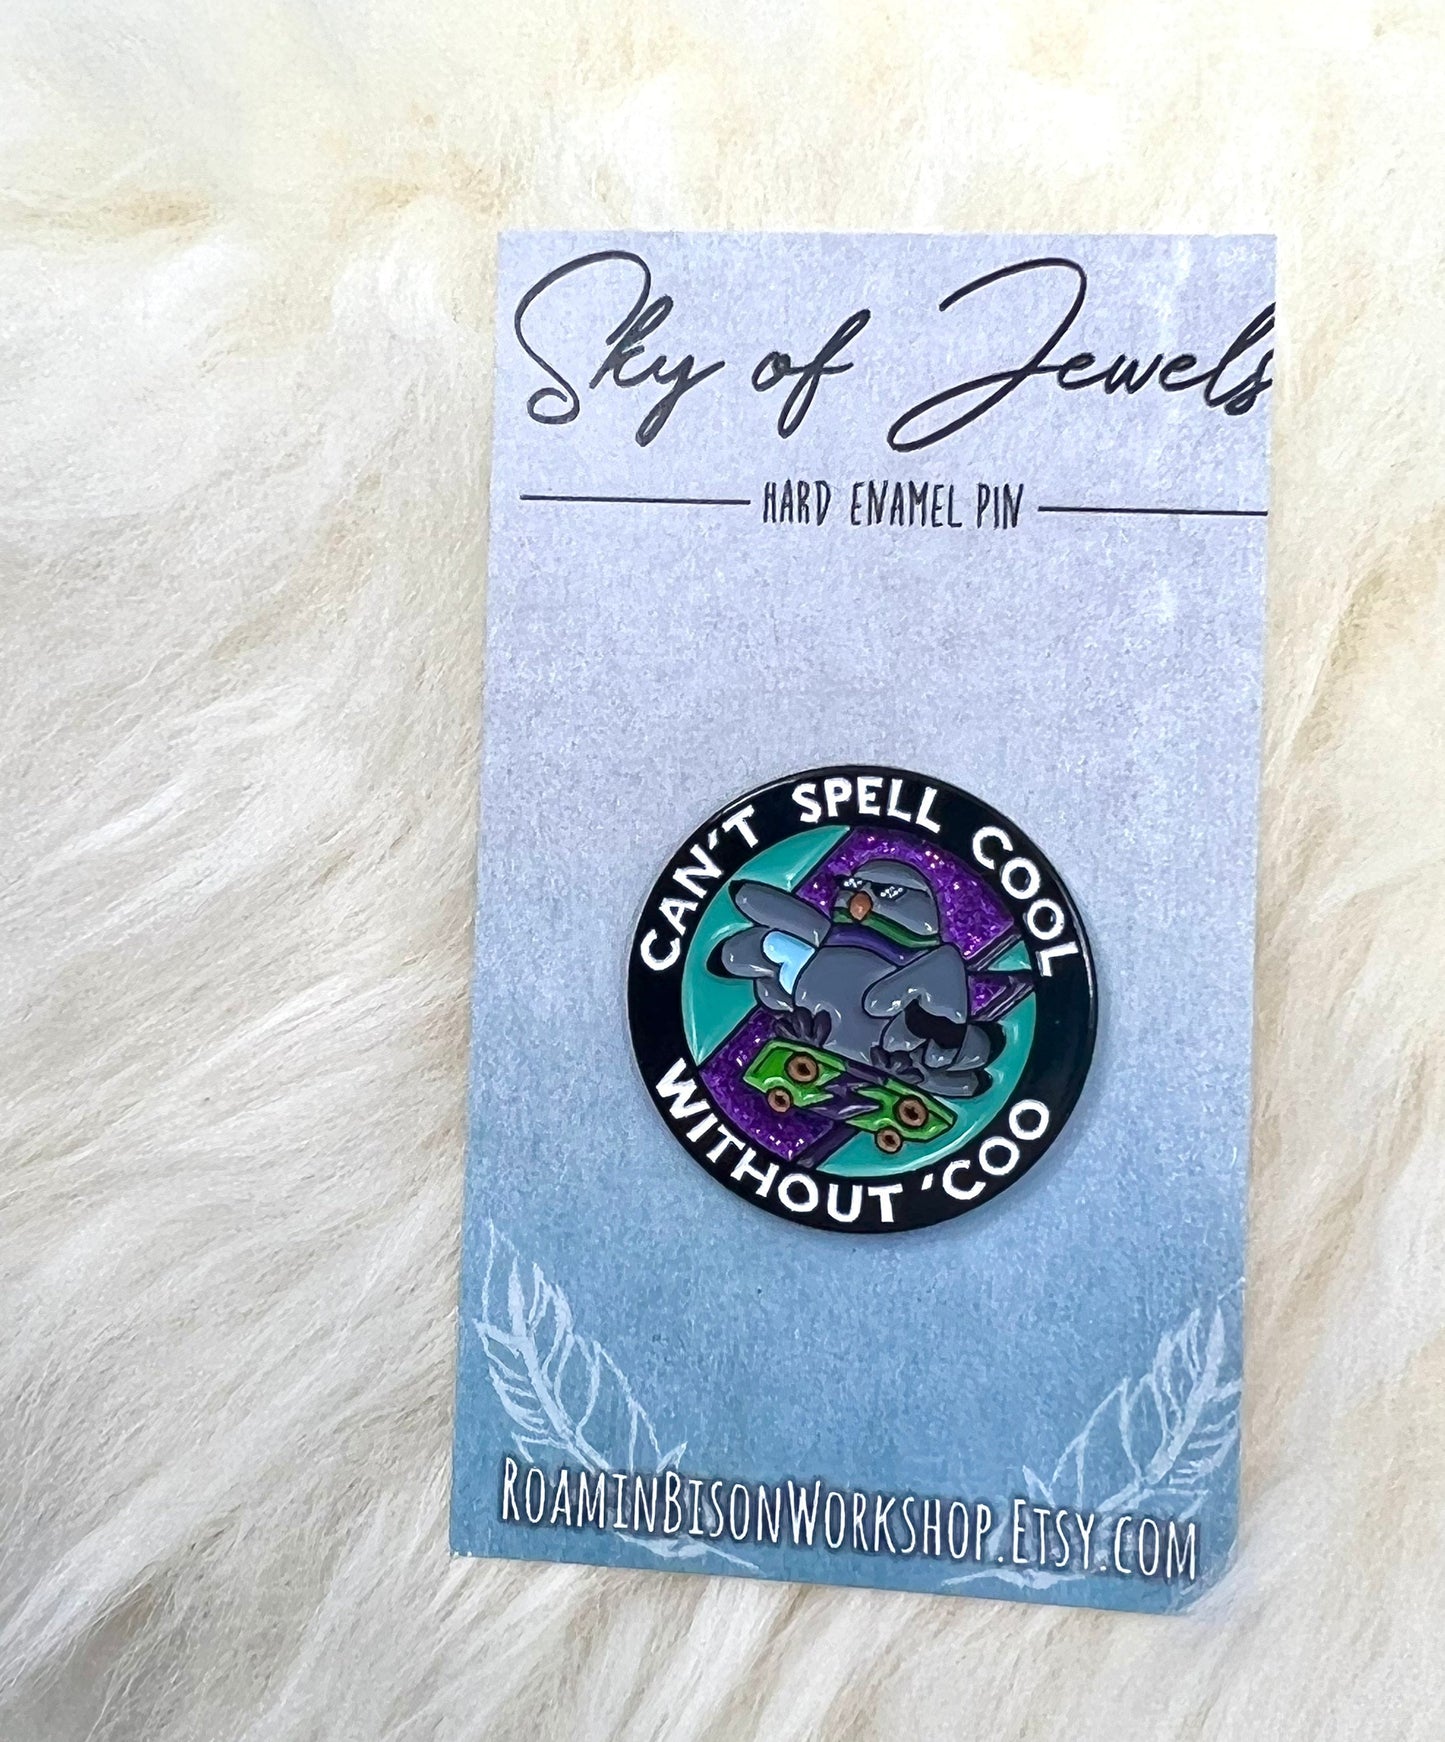 Sky of Jewels
HARD ENAMEL PIN
CAN'T SPELL COOL
WITHOUT 'COO
ROAMINBISONWORKSHOP.ETSY.COM